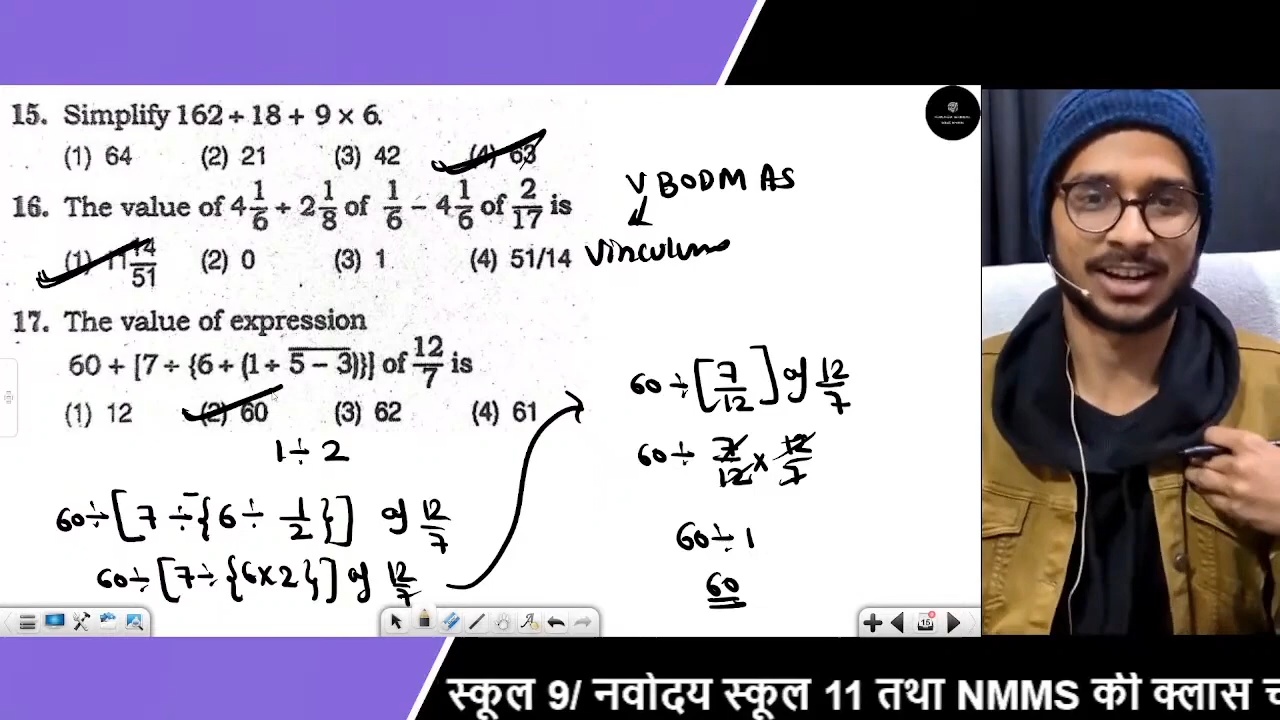 15. Simplify 162 ÷ 18 + 9 × 6.
(1) 64 (2) 21 (3) 42 (4) 63
16. The value of 4 1/6 + 2 1/8 of 1/6 − 4 1/6 of 2/17 is
(1) 11 14/51 (2) 0 (3) 1 (4) 51/14
17. The value of expression
60 ÷ [7 ÷ {6 ÷ (1 ÷ 5 − 3)}] of 12/7 is
(1) 12 (2) 60 (3) 62 (4) 61
1 ÷ 2
60 ÷ [7 ÷ {6 ÷ 1/2}] of 12/7
60 ÷ [7 ÷ {6 × 2}] of 12/7
V BODMAS
Vinculum
60 ÷ [7/12] of 12/7
60 ÷ 7/12 × 12/7
60 ÷ 1
60
15
स्कूल 9/ नवोदय स्कूल 11 तथा NMMS की क्लास